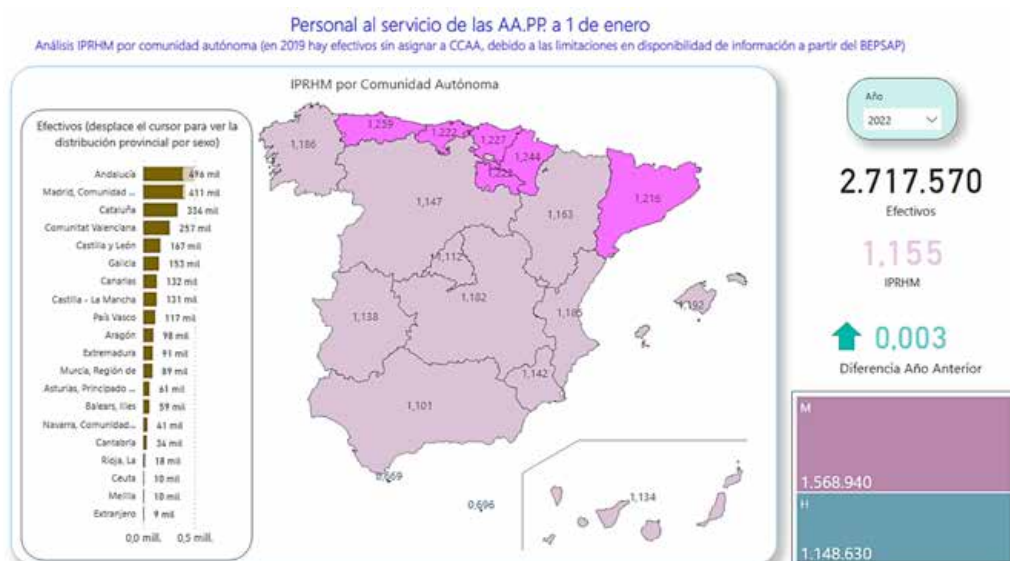 Personal al servicio de las AA.PP. a 1 de enero
Análisis IPRHM por comunidad autónoma (en 2019 hay efectivos sin asignar a CCAA, debido a las limitaciones en disponibilidad de información a partir del BEPSAP)
IPRHM por Comunidad Autónoma
Efectivos (desplace el cursor para ver la
distribución provincial por sexo)
Andalucía 496 mil
Madrid, Comunidad ... 411 mil
Cataluña 334 mil
Comunitat Valenciana 257 mil
Castilla y León 167 mil
Galicia 153 mil
Canarias 132 mil
Castilla - La Mancha 131 mil
País Vasco 117 mil
Aragón 98 mil
Extremadura 91 mil
Murcia, Región de 89 mil
Asturias, Principado ... 61 mil
Balears, Illes 59 mil
Navarra, Comunidad... 41 mil
Cantabria 34 mil
Rioja, La 18 mil
Ceuta 10 mil
Melilla 10 mil
Extranjero 9 mil
0,0 mill. 0,5 mill.
1,186
1,259
1,222
1,227
1,244
1,216
1,147
1,163
1,112
1,182
1,138
1,192
1,142
1,101
0,696
1,134
Año
2022
2.717.570
Efectivos
1,155
IPRHM
0,003
Diferencia Año Anterior
M
1.568.940
H
1.148.630